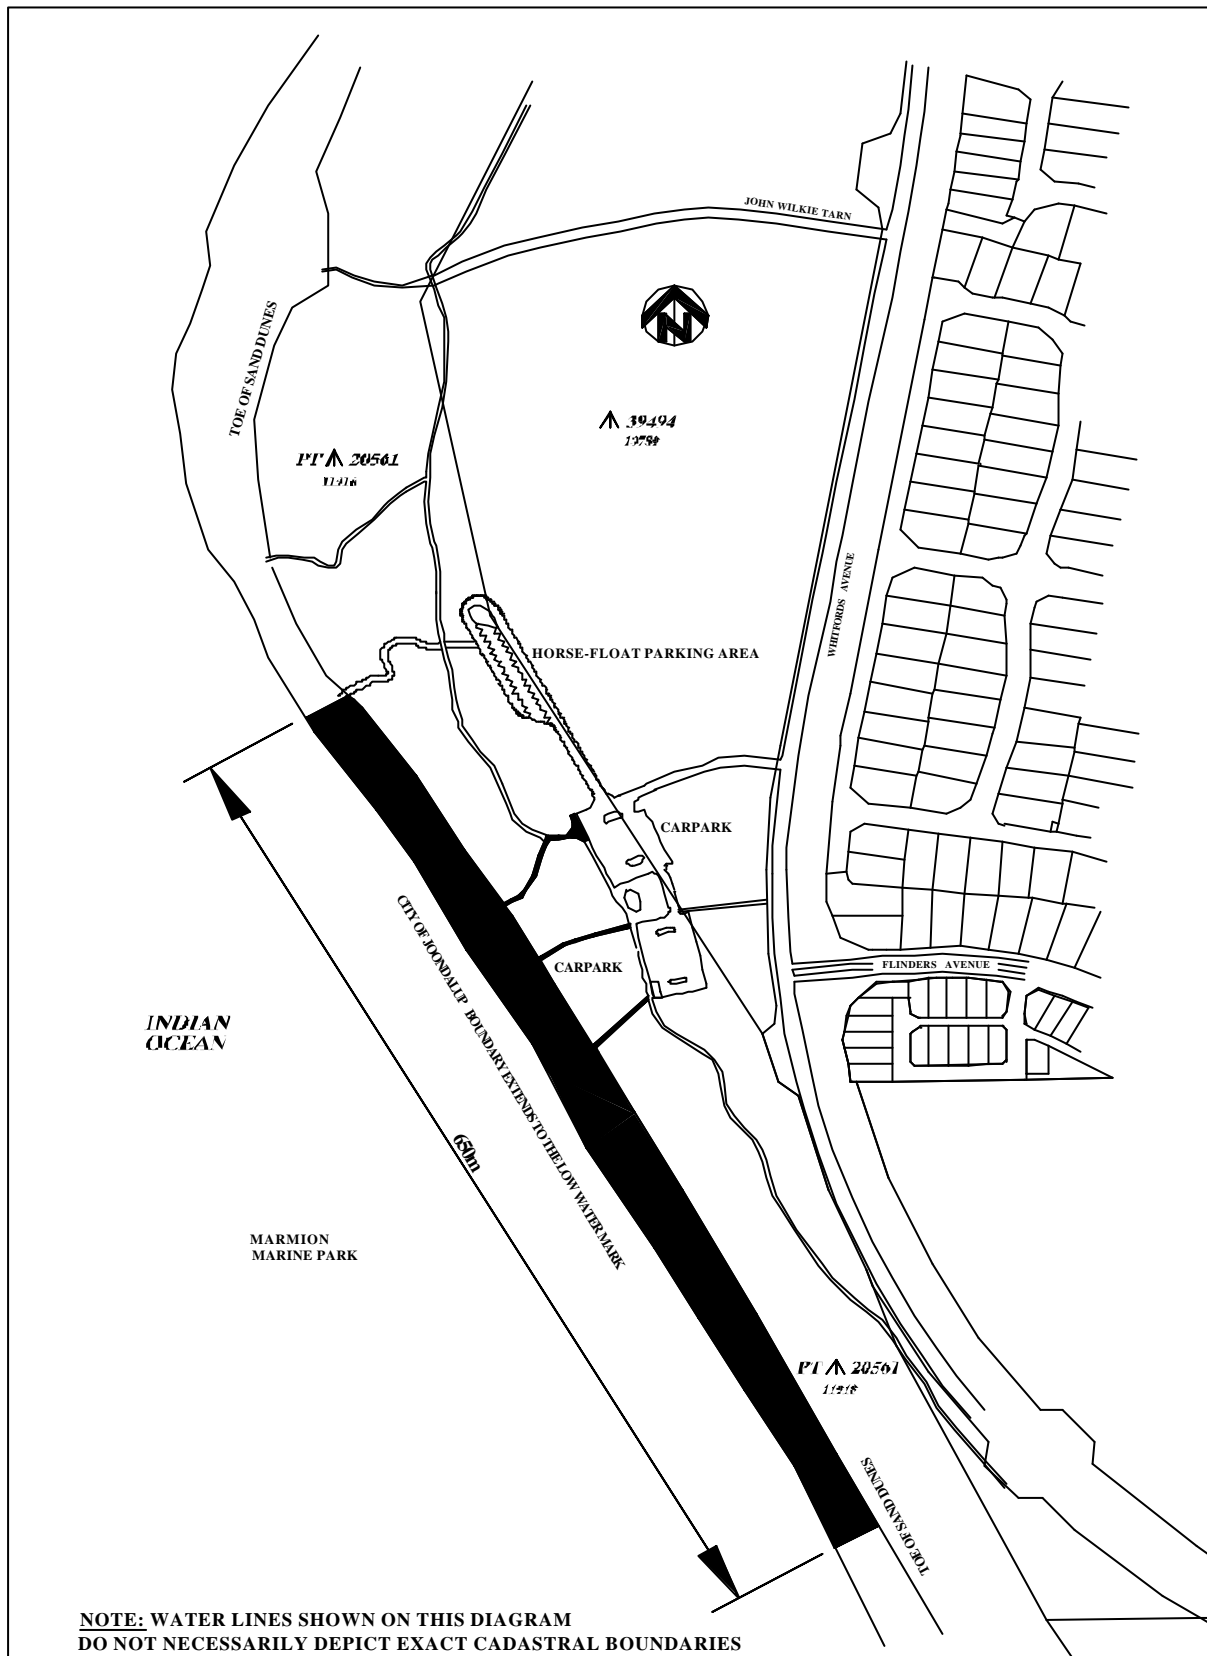 JOHN WILKIE TARN
TOE OF SAND DUNES
N
39494
PT 20561
WHITFORDS AVENUE
HORSE-FLOAT PARKING AREA
CARPARK
CARPARK
FLINDERS AVENUE
CITY OF JOONDALUP BOUNDARY EXTENDS TO THE LOW WATER MARK
INDIAN
OCEAN
650m
MARMION
MARINE PARK
PT 20561
TOE OF SAND DUNES
NOTE: WATER LINES SHOWN ON THIS DIAGRAM
DO NOT NECESSARILY DEPICT EXACT CADASTRAL BOUNDARIES